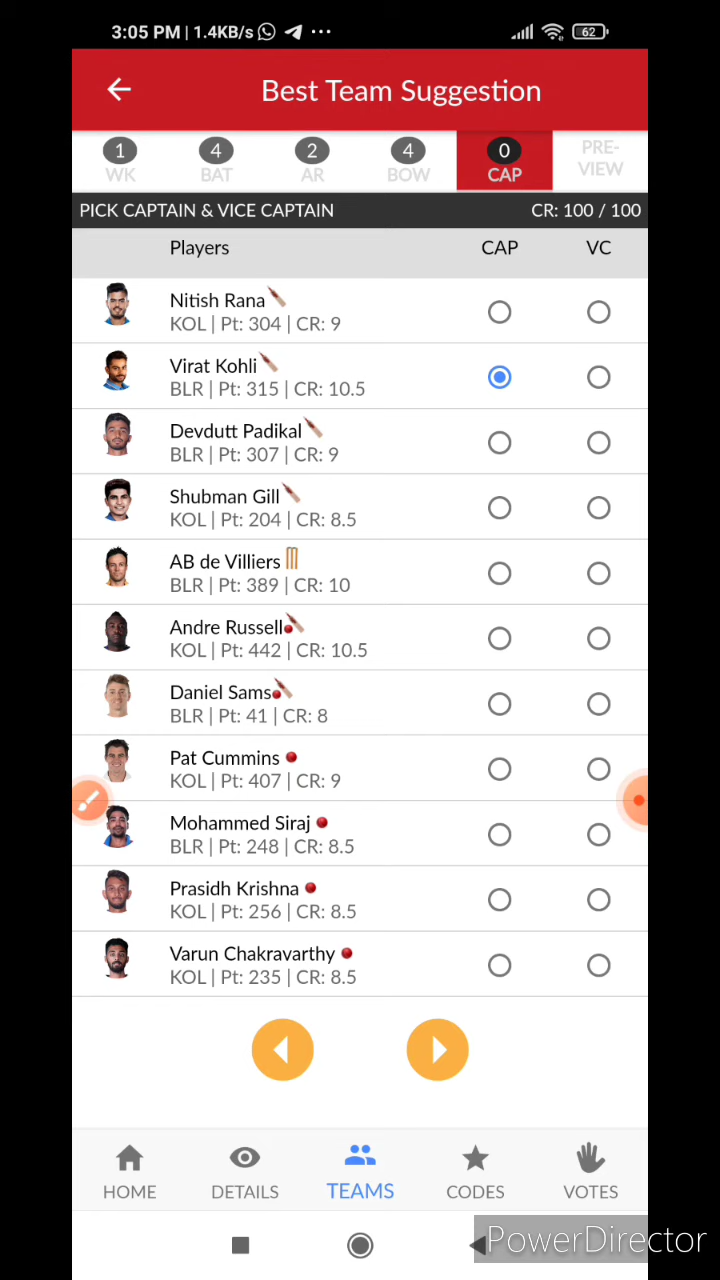 3:05 PM | 1.4KB/s ... 62
Best Team Suggestion
1 4 2 4 0 PRE-
WK BAT AR BOW CAP VIEW
PICK CAPTAIN & VICE CAPTAIN CR: 100 / 100
Players CAP VC
Nitish Rana
KOL | Pt: 304 | CR: 9
Virat Kohli
BLR | Pt: 315 | CR: 10.5
Devdutt Padikal
BLR | Pt: 307 | CR: 9
Shubman Gill
KOL | Pt: 204 | CR: 8.5
AB de Villiers
BLR | Pt: 389 | CR: 10
Andre Russell
KOL | Pt: 442 | CR: 10.5
Daniel Sams
BLR | Pt: 41 | CR: 8
Pat Cummins
KOL | Pt: 407 | CR: 9
Mohammed Siraj
BLR | Pt: 248 | CR: 8.5
Prasidh Krishna
KOL | Pt: 256 | CR: 8.5
Varun Chakravarthy
KOL | Pt: 235 | CR: 8.5
HOME DETAILS TEAMS CODES VOTES
PowerDirector